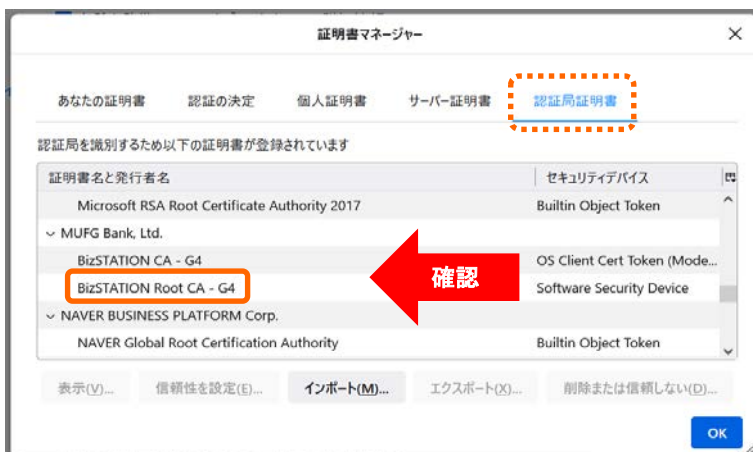 証明書マネージャー
あなたの証明書 認証の決定 個人証明書 サーバー証明書 認証局証明書
認証局を識別するため以下の証明書が登録されています
証明書名と発行者名 セキュリティデバイス
Microsoft RSA Root Certificate Authority 2017 Builtin Object Token
MUFG Bank, Ltd.
BizSTATION CA - G4 OS Client Cert Token (Mode...
BizSTATION Root CA - G4 Software Security Device
確認
NAVER BUSINESS PLATFORM Corp.
NAVER Global Root Certification Authority Builtin Object Token
表示(V)... 信頼性を設定(E)... インポート(M)... エクスポート(X)... 削除または信頼しない(D)...
OK